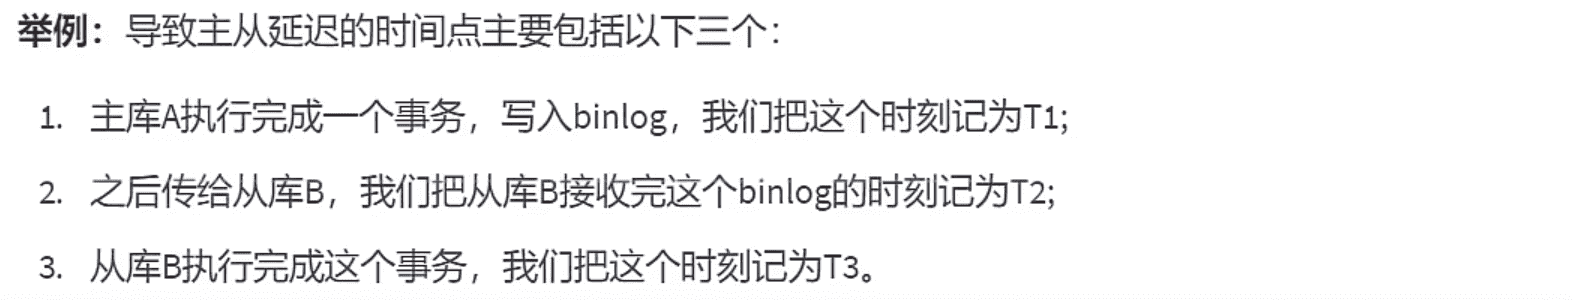 举例：导致主从延迟的时间点主要包括以下三个：
1. 主库A执行完成一个事务，写入binlog，我们把这个时刻记为T1;
2. 之后传给从库B，我们把从库B接收完这个binlog的时刻记为T2;
3. 从库B执行完成这个事务，我们把这个时刻记为T3。